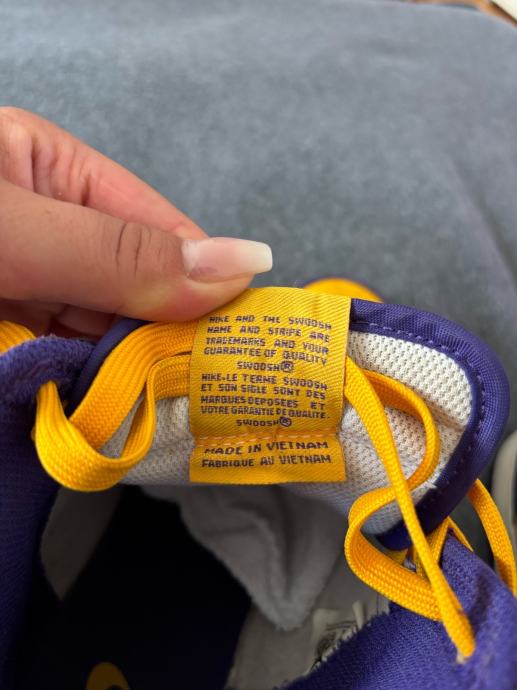 NIKE AND THE SWOOSH
NAME AND STRIPE ARE
TRADEMARKS AND YOUR
GUARANTEE OF QUALITY
SWOOSH®
NIKE-LE TERME SWOOSH
ET SON SIGLE SONT DES
MARQUES DEPOSEES ET
VOTRE GARANTIE DE QUALITE.
SWOOSH®
MADE IN VIETNAM
FABRIQUE AU VIETNAM